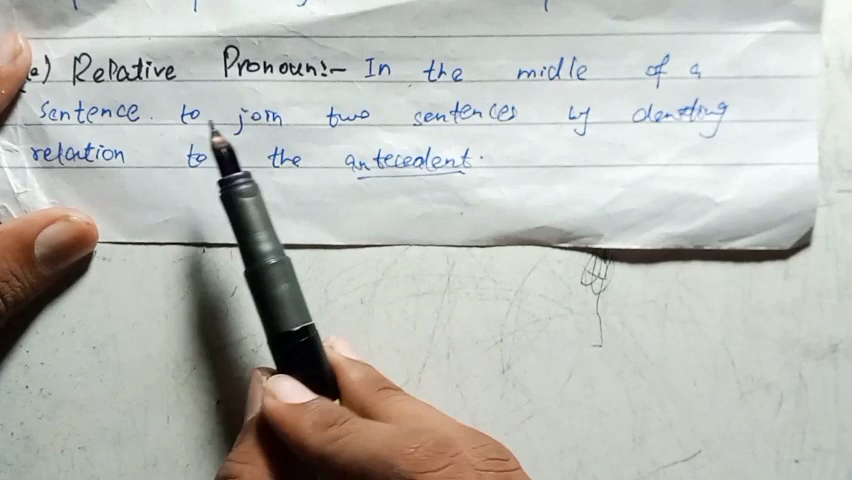 (e) Relative Pronoun:- In the midle of a
sentence. to join two sentences by denoting
relation to the antecedent.